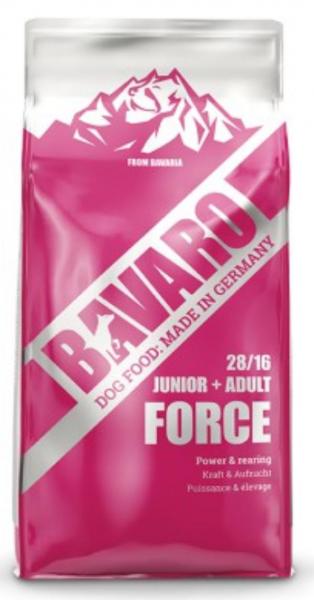 FROM BAVARIA
BAVARO
DOG FOOD: MADE IN GERMANY
28/16
JUNIOR + ADULT
FORCE
Power & rearing
Kraft & Aufzucht
Puissance & élevage